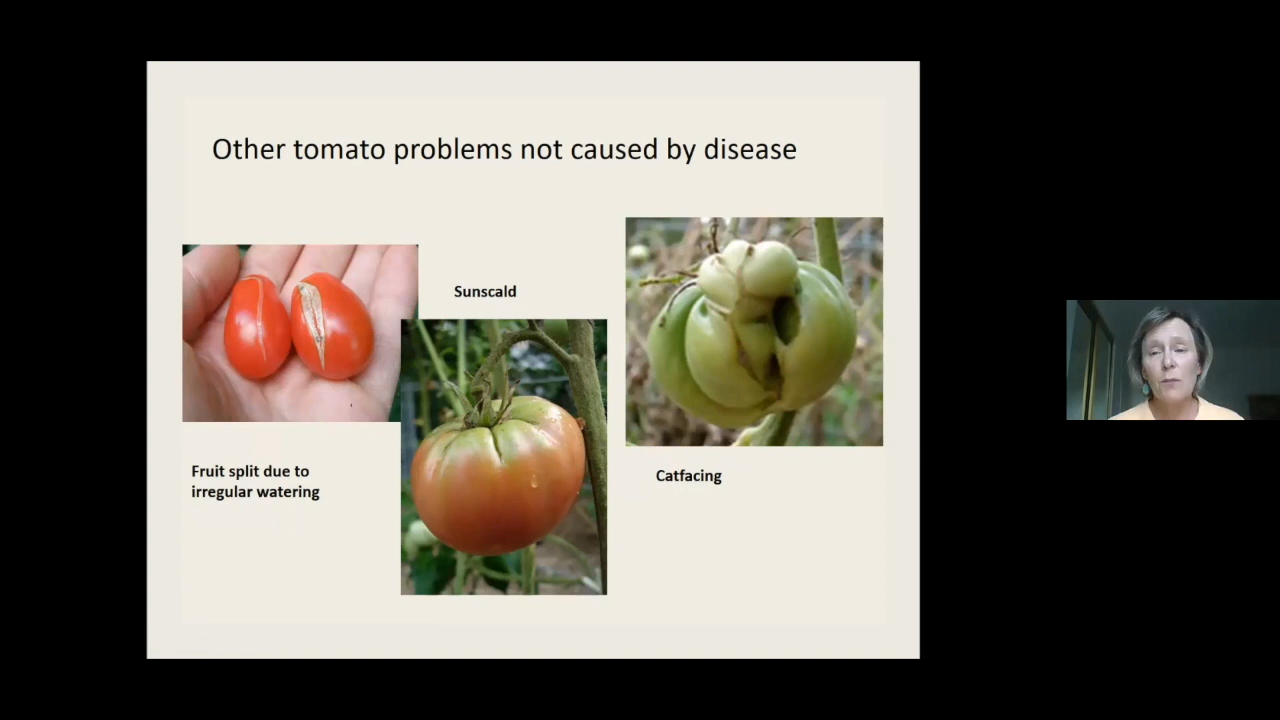 Other tomato problems not caused by disease
Sunscald
Fruit split due to
irregular watering
Catfacing